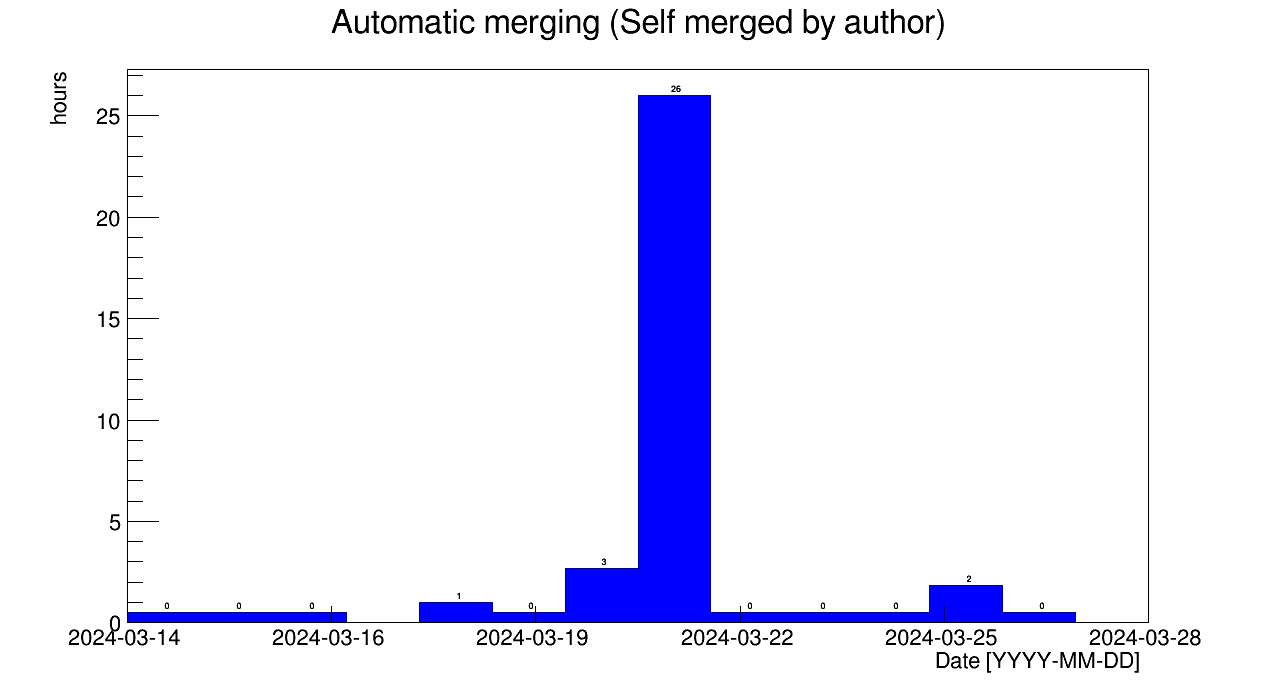 Automatic merging (Self merged by author)
hours
25
20
15
10
5
0
26
3
2
1
0 0 0 0 0 0 0 0
2024-03-14 2024-03-16 2024-03-19 2024-03-22 2024-03-25 2024-03-28
Date [YYYY-MM-DD]